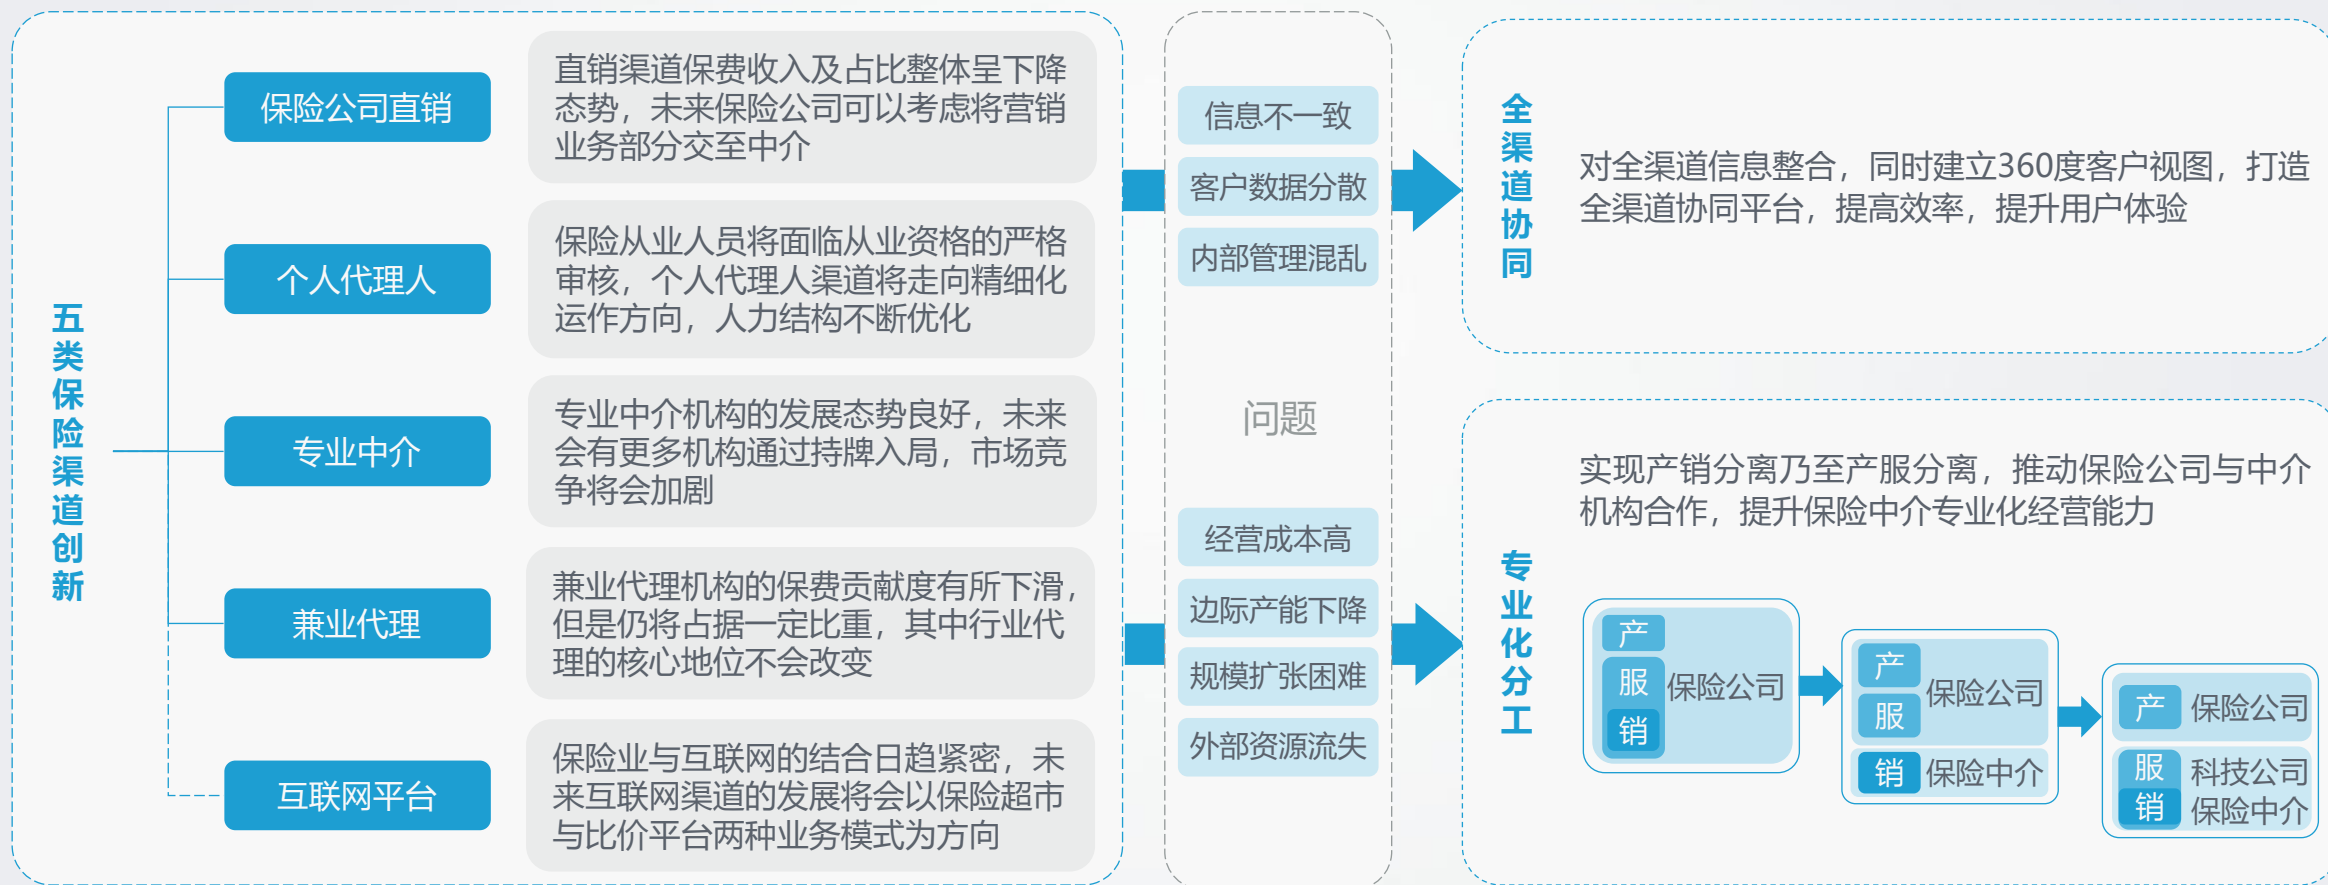 五类保险渠道创新
保险公司直销
直销渠道保费收入及占比整体呈下降
态势，未来保险公司可以考虑将营销
业务部分交至中介
个人代理人
保险从业人员将面临从业资格的严格
审核，个人代理人渠道将走向精细化
运作方向，人力结构不断优化
专业中介
专业中介机构的发展态势良好，未来
会有更多机构通过持牌入局，市场竞
争将会加剧
兼业代理
兼业代理机构的保费贡献度有所下滑，
但是仍将占据一定比重，其中行业代
理的核心地位不会改变
互联网平台
保险业与互联网的结合日趋紧密，未
来互联网渠道的发展将会以保险超市
与比价平台两种业务模式为方向
信息不一致
客户数据分散
内部管理混乱
问题
经营成本高
边际产能下降
规模扩张困难
外部资源流失
全渠道协同
对全渠道信息整合，同时建立360度客户视图，打造
全渠道协同平台，提高效率，提升用户体验
专业化分工
实现产销分离乃至产服分离，推动保险公司与中介
机构合作，提升保险中介专业化经营能力
产
服
销
保险公司
产
服
保险公司
销
保险中介
产
保险公司
服
销
科技公司
保险中介